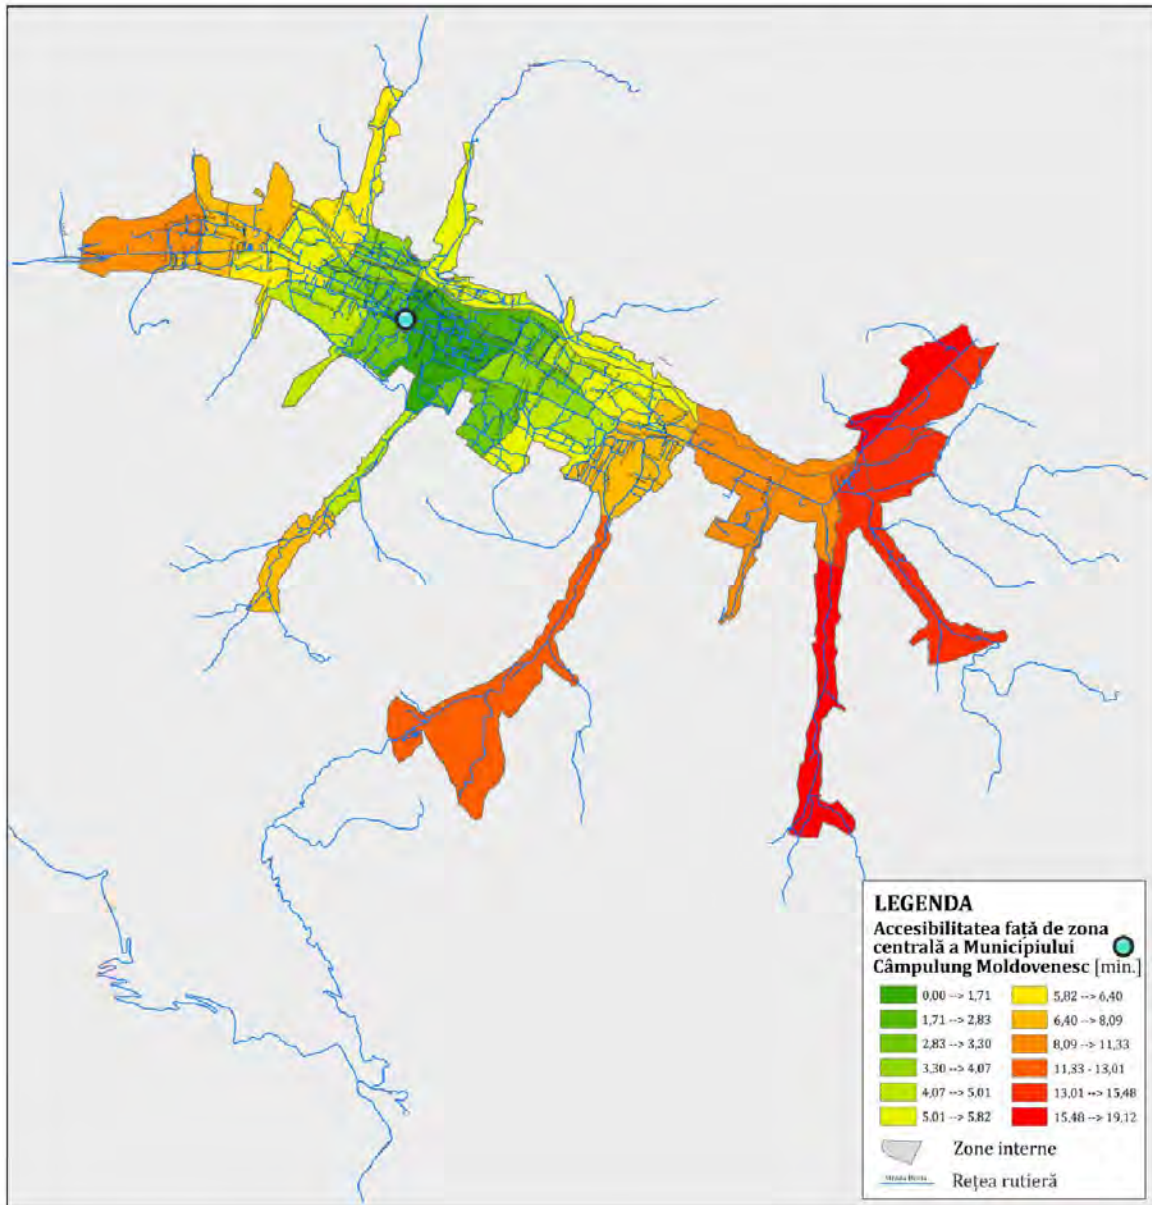 LEGENDA
Accesibilitatea față de zona
centrală a Municipiului
Câmpulung Moldovenesc [min.]
0,00 --> 1,71
1,71 --> 2,83
2,83 --> 3,30
3,30 --> 4,07
4,07 --> 5,01
5,01 --> 5,82
5,82 --> 6,40
6,40 --> 8,09
8,09 --> 11,33
11,33 - 13,01
13,01 --> 15,48
15,48 --> 19,12
Zone interne
Rețea rutieră